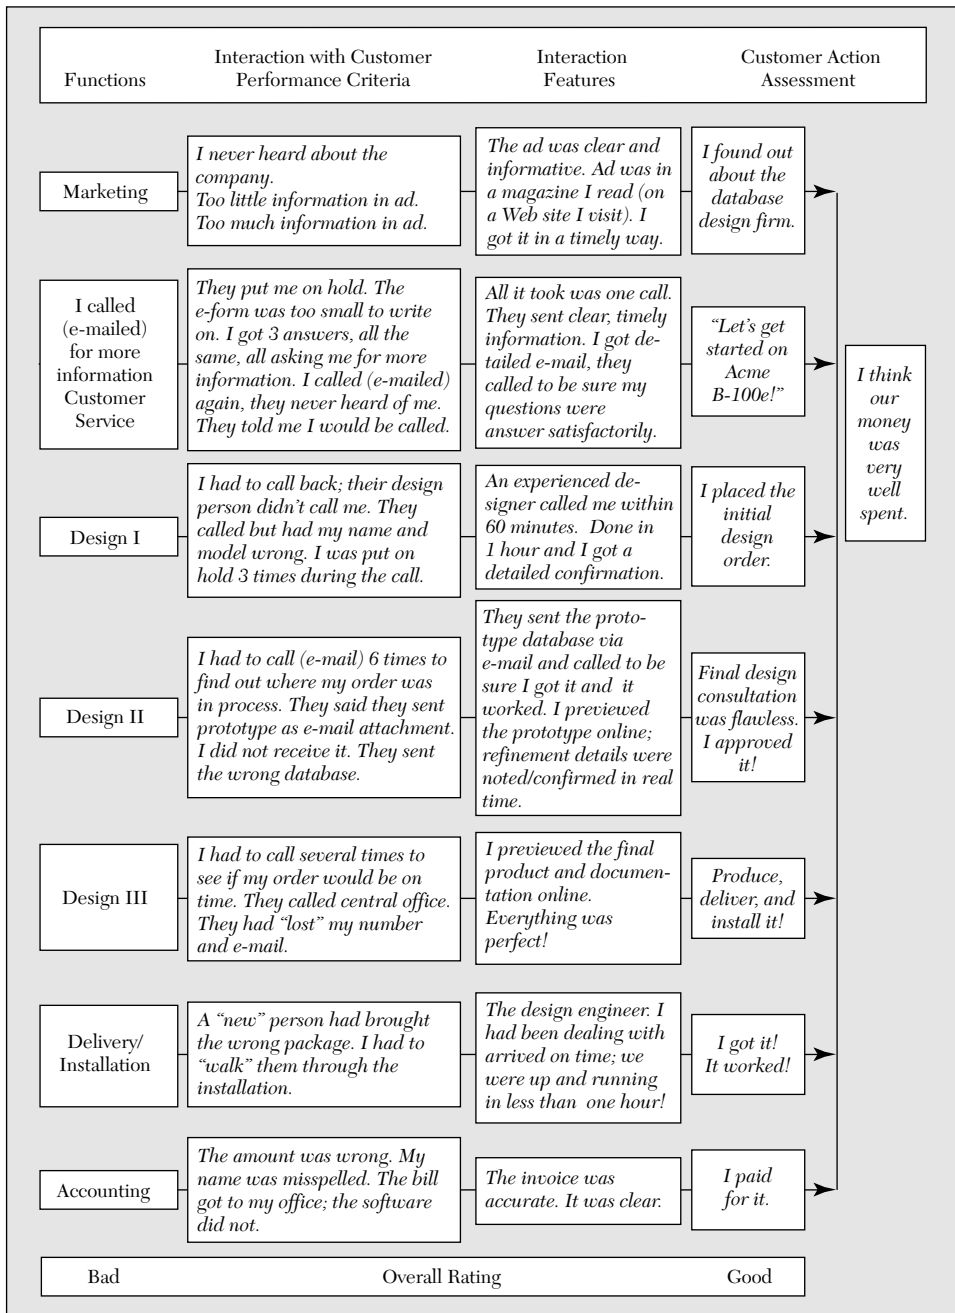 Functions
Interaction with Customer
Performance Criteria
Interaction
Features
Customer Action
Assessment
Marketing
I never heard about the
company.
Too little information in ad.
Too much information in ad.
The ad was clear and
informative. Ad was in
a magazine I read (on
a Web site I visit). I
got it in a timely way.
I found out
about the
database
design firm.
I called
(e-mailed)
for more
information
Customer
Service
They put me on hold. The
e-form was too small to write
on. I got 3 answers, all the
same, all asking me for more
information. I called (e-mailed)
again, they never heard of me.
They told me I would be called.
All it took was one call.
They sent clear, timely
information. I got de-
tailed e-mail, they
called to be sure my
questions were
answer satisfactorily.
“Let’s get
started on
Acme
B-100e!”
I think
our
money
was
very
well
spent.
Design I
I had to call back; their design
person didn’t call me. They
called but had my name and
model wrong. I was put on
hold 3 times during the call.
An experienced de-
signer called me within
60 minutes. Done in
1 hour and I got a
detailed confirmation.
I placed the
initial
design
order.
Design II
I had to call (e-mail) 6 times to
find out where my order was
in process. They said they sent
prototype as e-mail attachment.
I did not receive it. They sent
the wrong database.
They sent the proto-
type database via
e-mail and called to be
sure I got it and it
worked. I previewed
the prototype online;
refinement details were
noted/confirmed in real
time.
Final design
consultation
was flawless.
I approved
it!
Design III
I had to call several times to
see if my order would be on
time. They called central office.
They had “lost” my number
and e-mail.
I previewed the final
product and documen-
tation online.
Everything was
perfect!
Produce,
deliver, and
install it!
Delivery/
Installation
A “new” person had brought
the wrong package. I had to
“walk” them through the
installation.
The design engineer. I
had been dealing with
arrived on time; we
were up and running
in less than one hour!
I got it!
It worked!
Accounting
The amount was wrong. My
name was misspelled. The bill
got to my office; the software
did not.
The invoice was
accurate. It was clear.
I paid
for it.
Bad
Overall Rating
Good